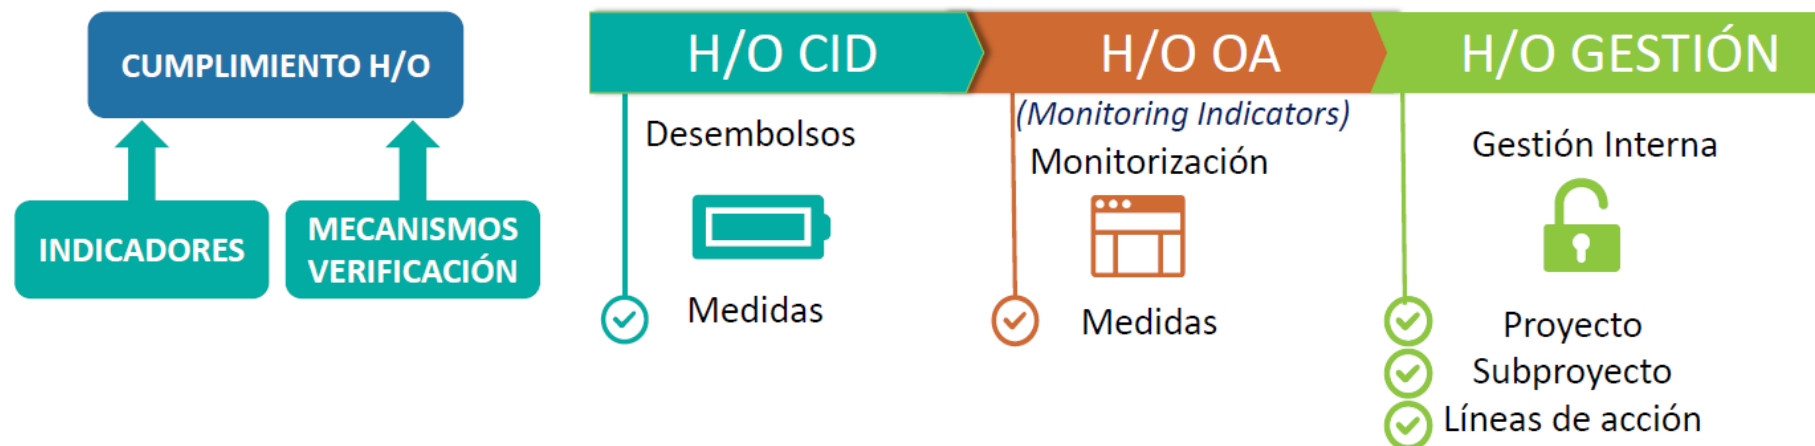 CUMPLIMIENTO H/O
INDICADORES
MECANISMOS
VERIFICACIÓN
H/O CID
Desembolsos
Medidas
H/O OA
(Monitoring Indicators)
Monitorización
Medidas
H/O GESTIÓN
Gestión Interna
Proyecto
Subproyecto
Líneas de acción